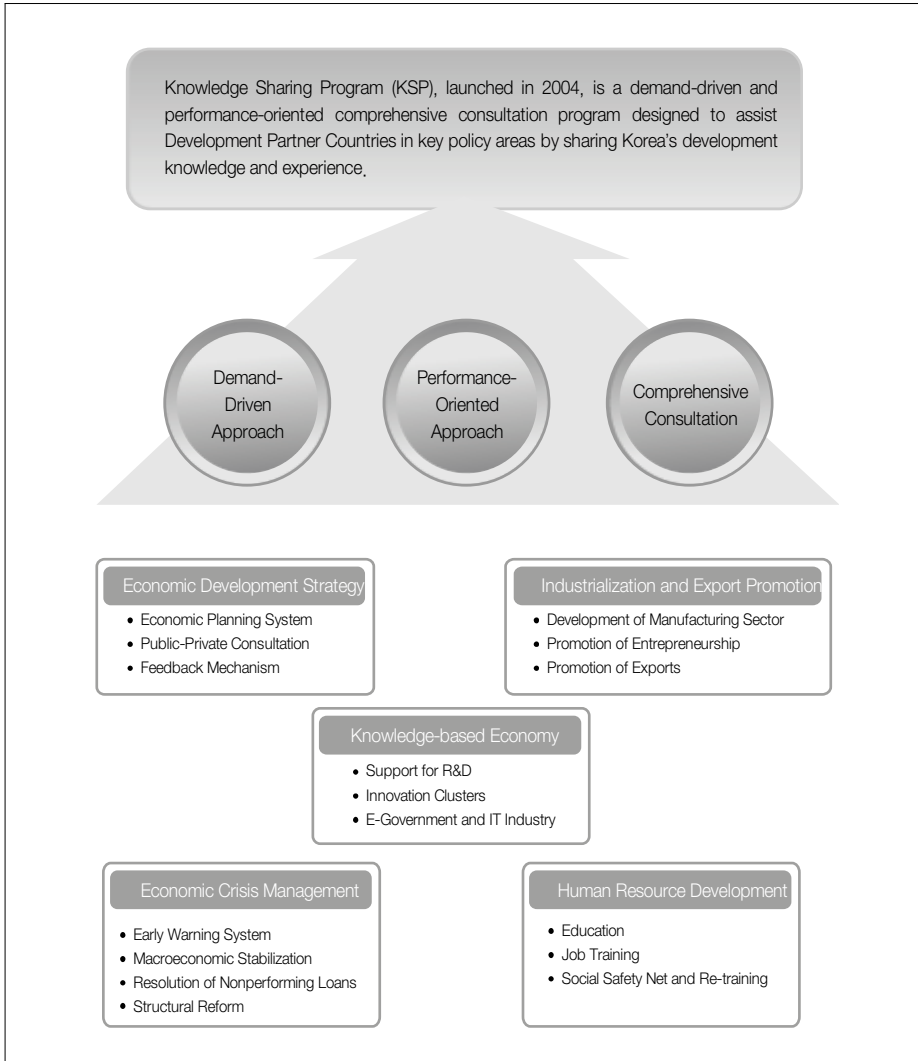 Knowledge Sharing Program (KSP), launched in 2004, is a demand-driven and
performance-oriented comprehensive consultation program designed to assist
Development Partner Countries in key policy areas by sharing Korea's development
knowledge and experience.
Demand-
Driven
Approach
Performance-
Oriented
Approach
Comprehensive
Consultation
Economic Development Strategy
• Economic Planning System
• Public-Private Consultation
• Feedback Mechanism
Industrialization and Export Promotion
• Development of Manufacturing Sector
• Promotion of Entrepreneurship
• Promotion of Exports
Knowledge-based Economy
• Support for R&D
• Innovation Clusters
• E-Government and IT Industry
Economic Crisis Management
• Early Warning System
• Macroeconomic Stabilization
• Resolution of Nonperforming Loans
• Structural Reform
Human Resource Development
• Education
• Job Training
• Social Safety Net and Re-training